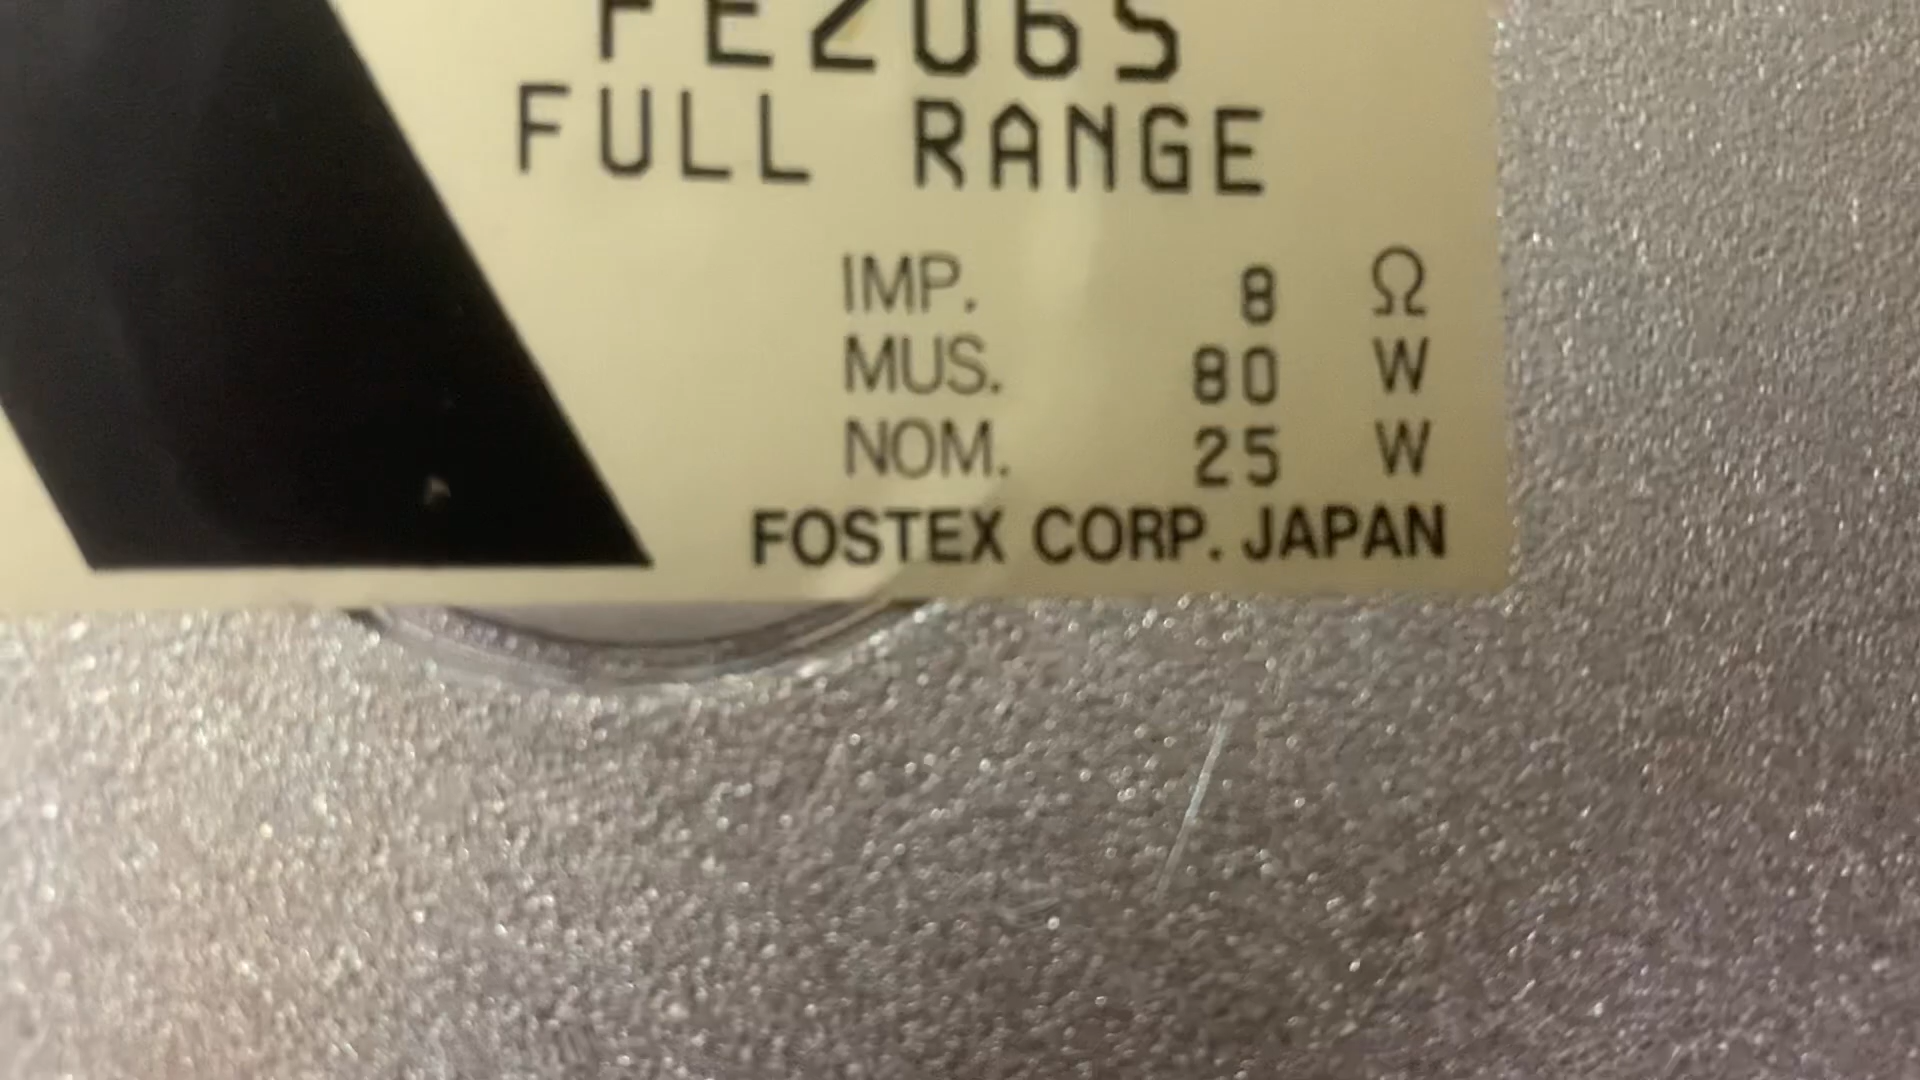 FE206S
FULL RANGE
IMP. 8 Ω
MUS. 80 W
NOM. 25 W
FOSTEX CORP. JAPAN